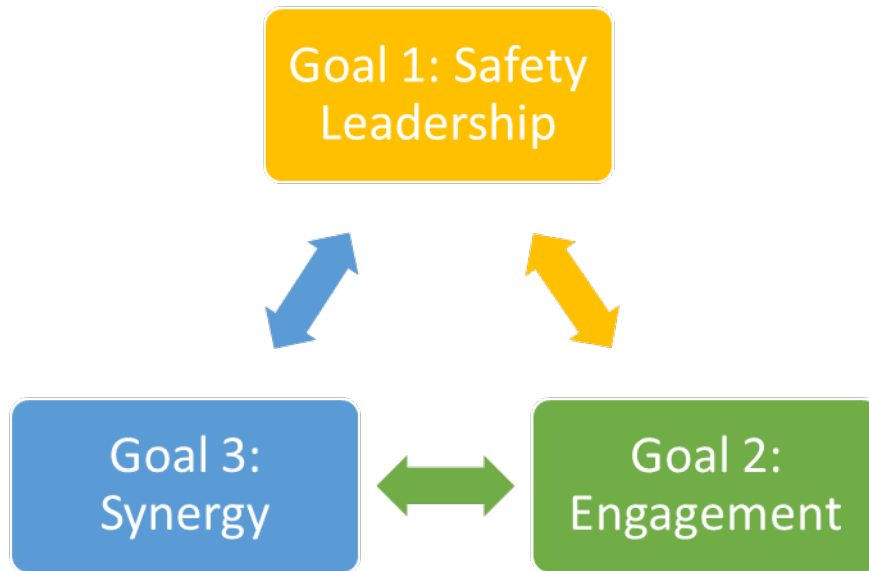 Goal 1: Safety
Leadership
Goal 3:
Synergy
Goal 2:
Engagement